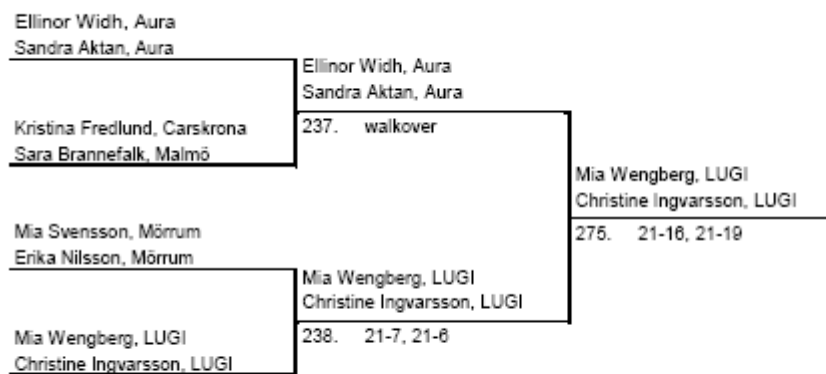 Ellinor Widh, Aura
Sandra Aktan, Aura
Ellinor Widh, Aura
Sandra Aktan, Aura
Kristina Fredlund, Carskrona
237. walkover
Sara Brannefalk, Malmö
Mia Wengberg, LUGI
Christine Ingvarsson, LUGI
Mia Svensson, Mörrum
275. 21-16, 21-19
Erika Nilsson, Mörrum
Mia Wengberg, LUGI
Christine Ingvarsson, LUGI
Mia Wengberg, LUGI
238. 21-7, 21-6
Christine Ingvarsson, LUGI